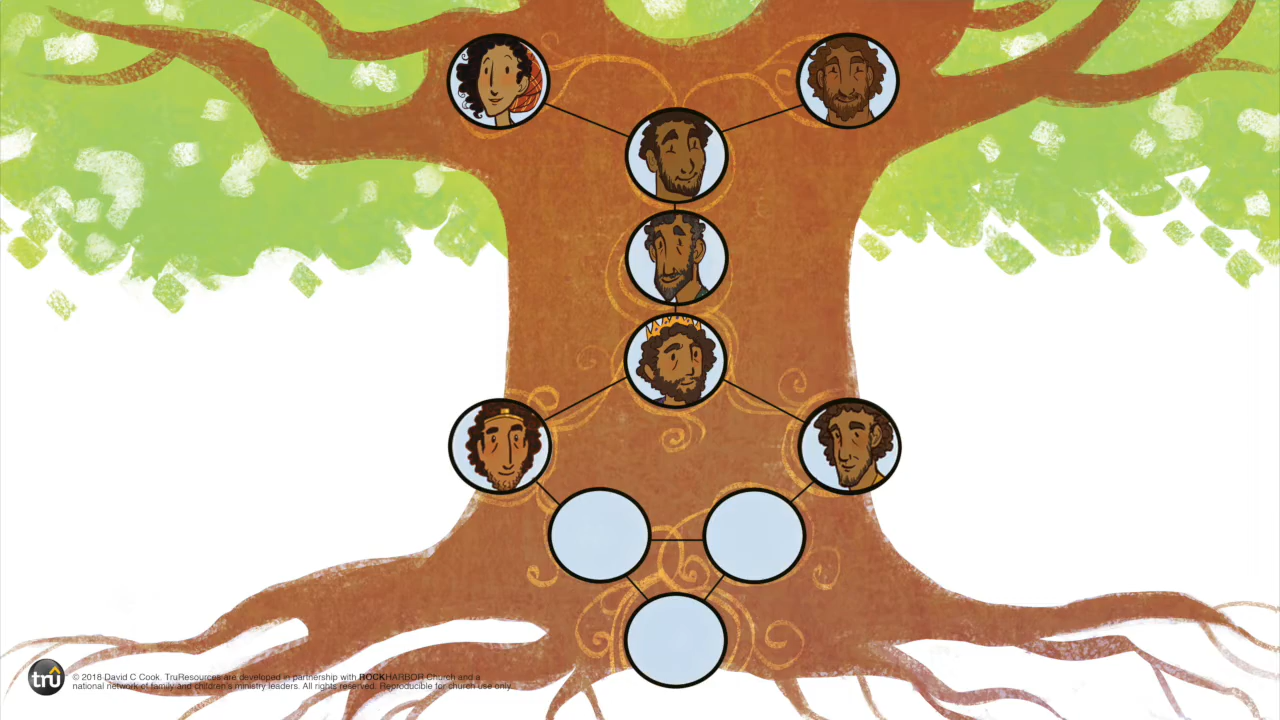 trū
© 2018 David C Cook. TruResources are developed in partnership with ROCKHARBOR Church and a
national network of family and children's ministry leaders. All rights reserved. Reproducible for church use only.